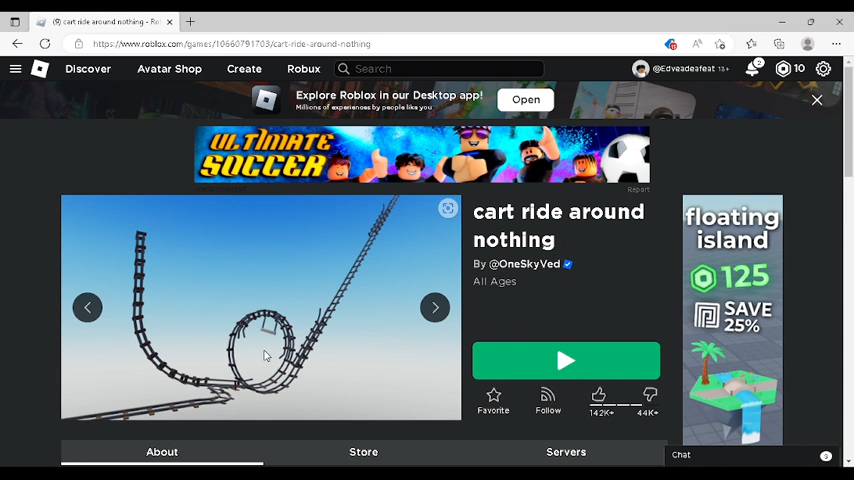 (9) cart ride around nothing - Ro
https://www.roblox.com/games/10660791703/cart-ride-around-nothing
Discover
Avatar Shop
Create
Robux
Search
@Edveadeafeat 13+
2
10
Explore Roblox in our Desktop app!
Millions of experiences by people like you
Open
ULTIMATE
SOCCER
Report
cart ride around
nothing
By @OneSkyVed
All Ages
Favorite
Follow
142K+
44K+
floating
island
125
SAVE
25%
About
Store
Servers
Chat